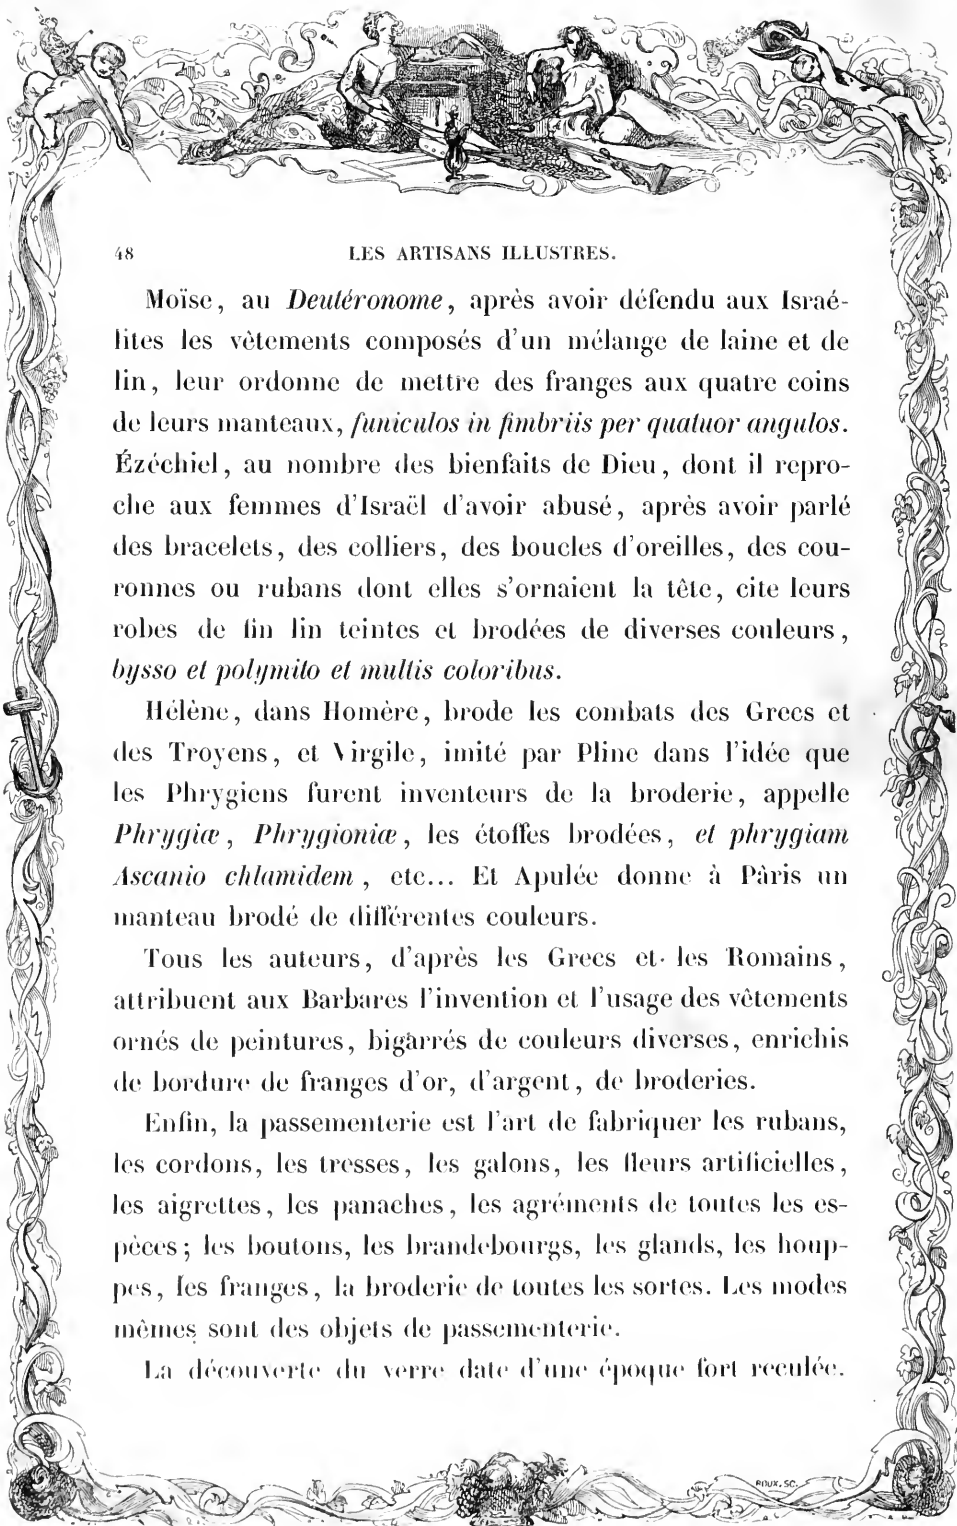 48 LES ARTISANS ILLUSTRES.
Moïse, au Deutéronome, après avoir défendu aux Israé-
lites les vêtements composés d'un mélange de laine et de
lin, leur ordonne de mettre des franges aux quatre coins
de leurs manteaux, funiculos in fimbriis per quatuor angulos.
Ézéchiel, au nombre des bienfaits de Dieu, dont il repro-
che aux femmes d'Israël d'avoir abusé, après avoir parlé
des bracelets, des colliers, des boucles d'oreilles, des cou-
ronnes ou rubans dont elles s'ornaient la tête, cite leurs
robes de fin lin teintes et brodées de diverses couleurs,
bysso et polymito et multis coloribus.
Hélène, dans Homère, brode les combats des Grecs et
des Troyens, et Virgile, imité par Pline dans l'idée que
les Phrygiens furent inventeurs de la broderie, appelle
Phrygiæ, Phrygioniæ, les étoffes brodées, et phrygiam
Ascanio chlamidem, etc... Et Apulée donne à Pâris un
manteau brodé de différentes couleurs.
Tous les auteurs, d'après les Grecs et les Romains,
attribuent aux Barbares l'invention et l'usage des vêtements
ornés de peintures, bigarrés de couleurs diverses, enrichis
de bordure de franges d'or, d'argent, de broderies.
Enfin, la passementerie est l'art de fabriquer les rubans,
les cordons, les tresses, les galons, les fleurs artificielles,
les aigrettes, les panaches, les agréments de toutes les es-
pèces; les boutons, les brandebourgs, les glands, les houp-
pes, les franges, la broderie de toutes les sortes. Les modes
mêmes sont des objets de passementerie.
La découverte du verre date d'une époque fort reculée.
ROUX. SC.